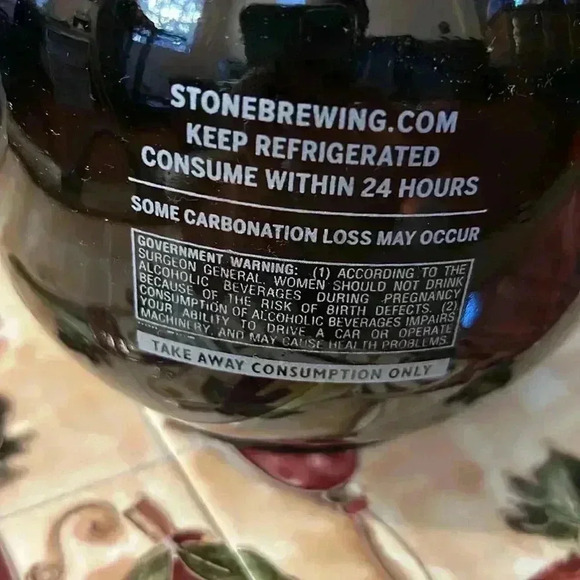 STONEBREWING.COM
KEEP REFRIGERATED
CONSUME WITHIN 24 HOURS
SOME CARBONATION LOSS MAY OCCUR
GOVERNMENT WARNING: (1) ACCORDING TO THE
SURGEON GENERAL, WOMEN SHOULD NOT DRINK
ALCOHOLIC BEVERAGES DURING PREGNANCY
BECAUSE OF THE RISK OF BIRTH DEFECTS. (2)
CONSUMPTION OF ALCOHOLIC BEVERAGES IMPAIRS
YOUR ABILITY TO DRIVE A CAR OR OPERATE
MACHINERY, AND MAY CAUSE HEALTH PROBLEMS.
TAKE AWAY CONSUMPTION ONLY